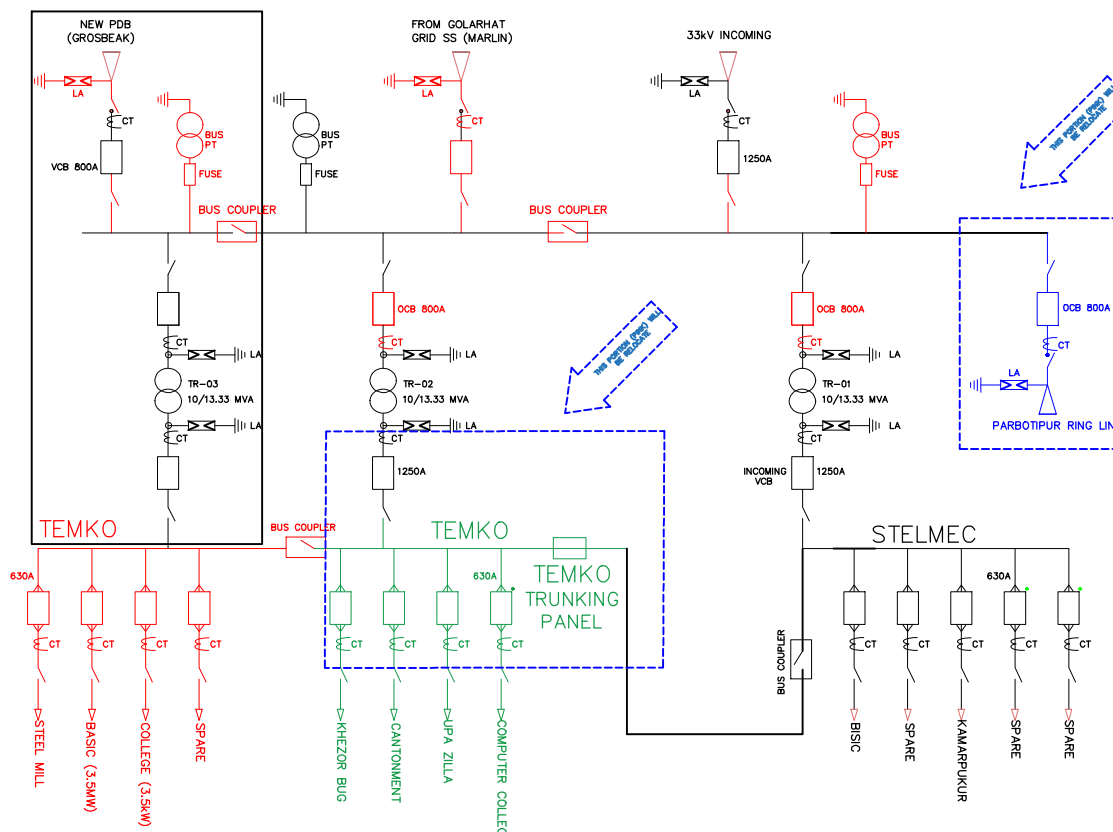 NEW PDB
(GROSBEAK)
FROM GOLARHAT
GRID SS (MARLIN)
33kV INCOMING
LA
LA
LA
CT
CT
CT
BUS
PT
BUS
PT
BUS
PT
VCB 800A
1250A
FUSE
FUSE
FUSE
THIS PORTION (PINK) WILL
BE RELOCATE
BUS COUPLER
BUS COUPLER
OCB 800A
OCB 800A
OCB 800A
THIS PORTION (PINK) WILL
BE RELOCATE
CT
LA
CT
LA
CT
LA
CT
LA
TR-03
10/13.33 MVA
TR-02
10/13.33 MVA
TR-01
10/13.33 MVA
PARBOTIPUR RING LIN
CT
LA
CT
LA
CT
LA
1250A
INCOMING
VCB
1250A
TEMKO
BUS COUPLER
TEMKO
STELMEC
TEMKO
TRUNKING
PANEL
630A
630A
630A
CT
CT
CT
CT
CT
CT
CT
CT
CT
CT
CT
CT
CT
BUS COUPLER
STEEL MILL
BASIC (3.5MW)
COLLEGE (3.5kW)
SPARE
KHEZOR BUG
CANTONMENT
UPA ZILLA
COMPUTER COLLEG
BISIC
SPARE
KAMARPUKUR
SPARE
SPARE